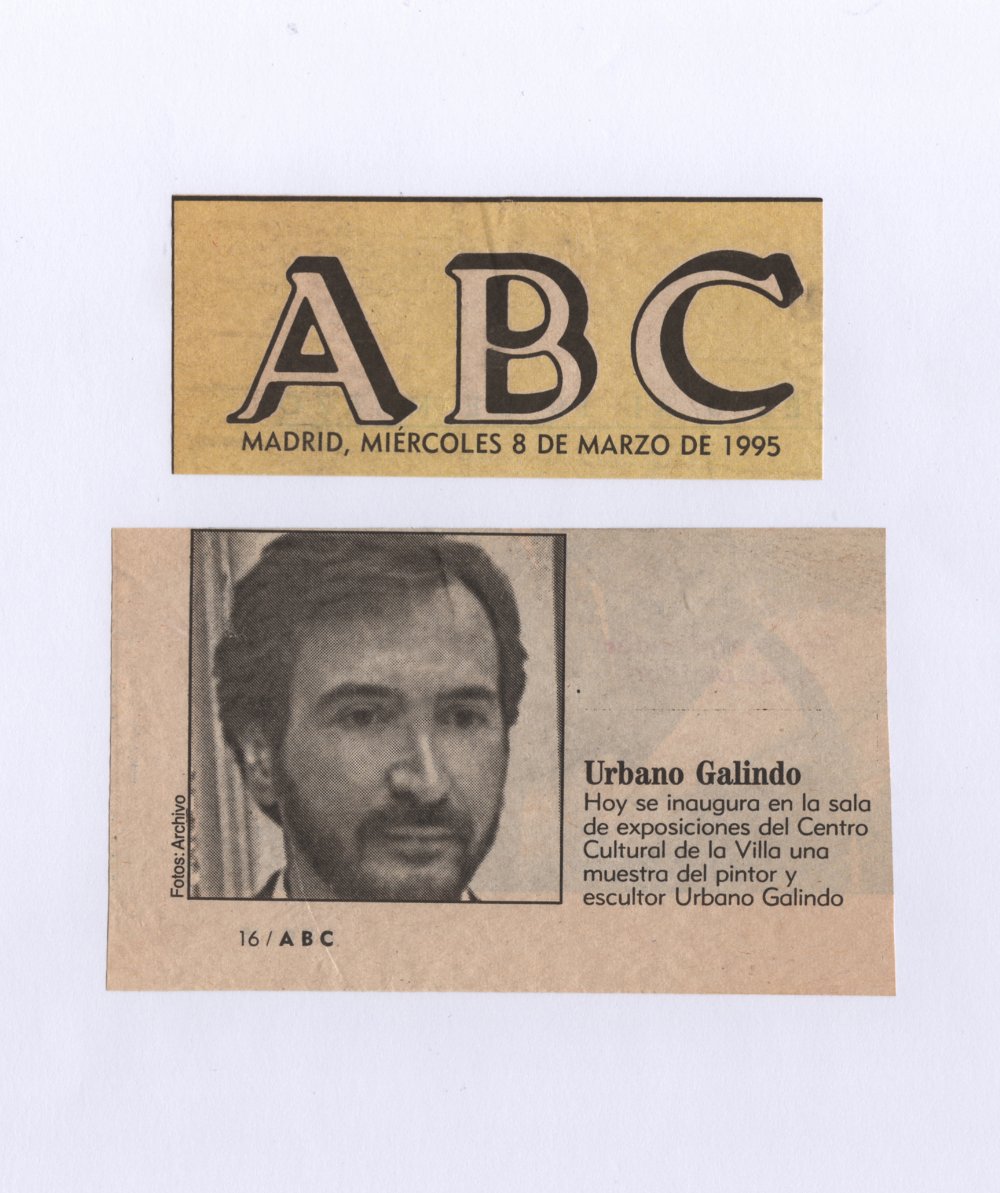 ABC
MADRID, MIÉRCOLES 8 DE MARZO DE 1995
Fotos: Archivo
Urbano Galindo
Hoy se inaugura en la sala
de exposiciones del Centro
Cultural de la Villa una
muestra del pintor y
escultor Urbano Galindo
16 / ABC